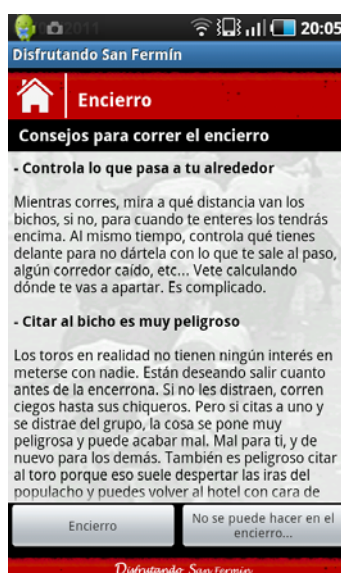 2011
20:05
Disfrutando San Fermín
Encierro
Consejos para correr el encierro
- Controla lo que pasa a tu alrededor
Mientras corres, mira a qué distancia van los
bichos, si no, para cuando te enteres los tendrás
encima. Al mismo tiempo, controla qué tienes
delante para no dártela con lo que te sale al paso,
algún corredor caído, etc... Vete calculando
dónde te vas a apartar. Es complicado.
- Citar al bicho es muy peligroso
Los toros en realidad no tienen ningún interés en
meterse con nadie. Están deseando salir cuanto
antes de la encerrona. Si no les distraen, corren
ciegos hasta sus chiqueros. Pero si citas a uno y
se distrae del grupo, la cosa se pone muy
peligrosa y puede acabar mal. Mal para ti, y de
nuevo para los demás. También es peligroso citar
al toro porque eso suele despertar las iras del
populacho y puedes volver al hotel con cara de
Encierro
No se puede hacer en el
encierro...
Disfrutando San Fermín